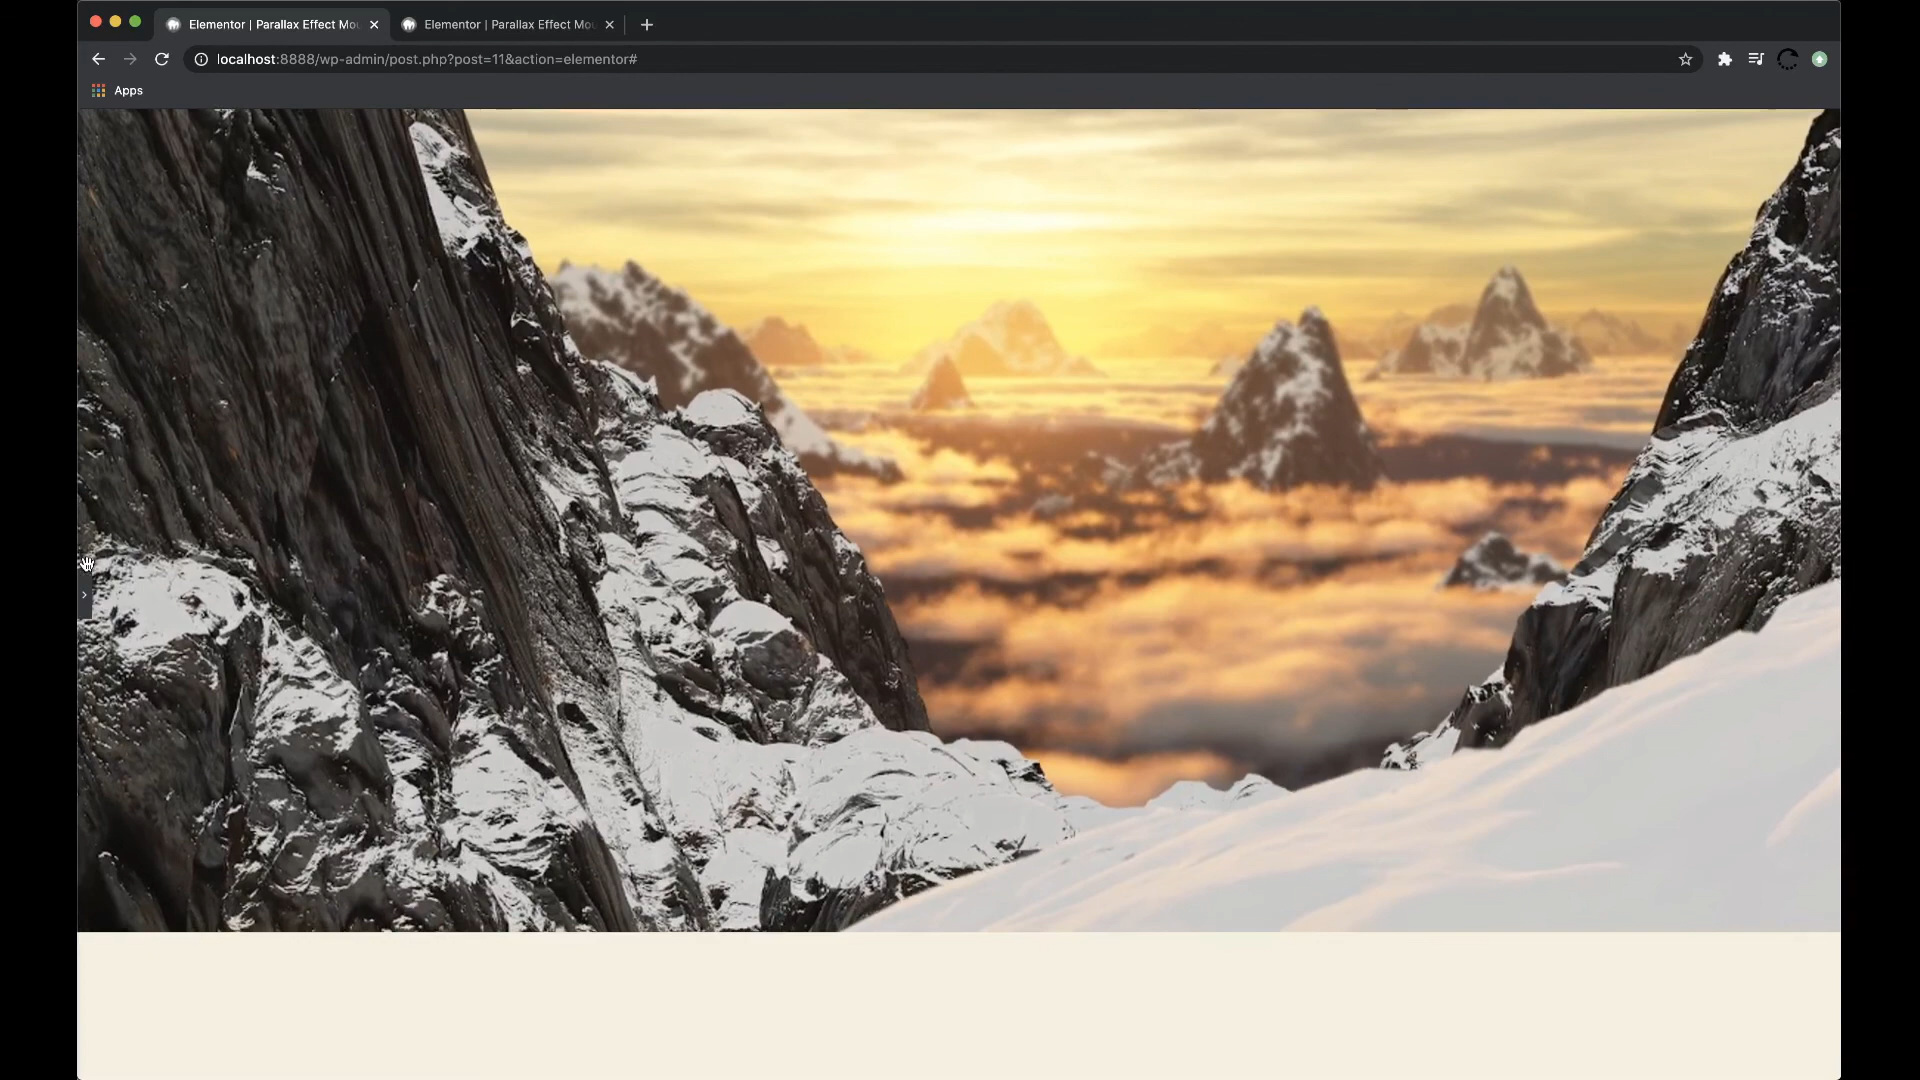 Elementor | Parallax Effect Mo
Elementor | Parallax Effect Mo
localhost:8888/wp-admin/post.php?post=11&action=elementor#
Apps